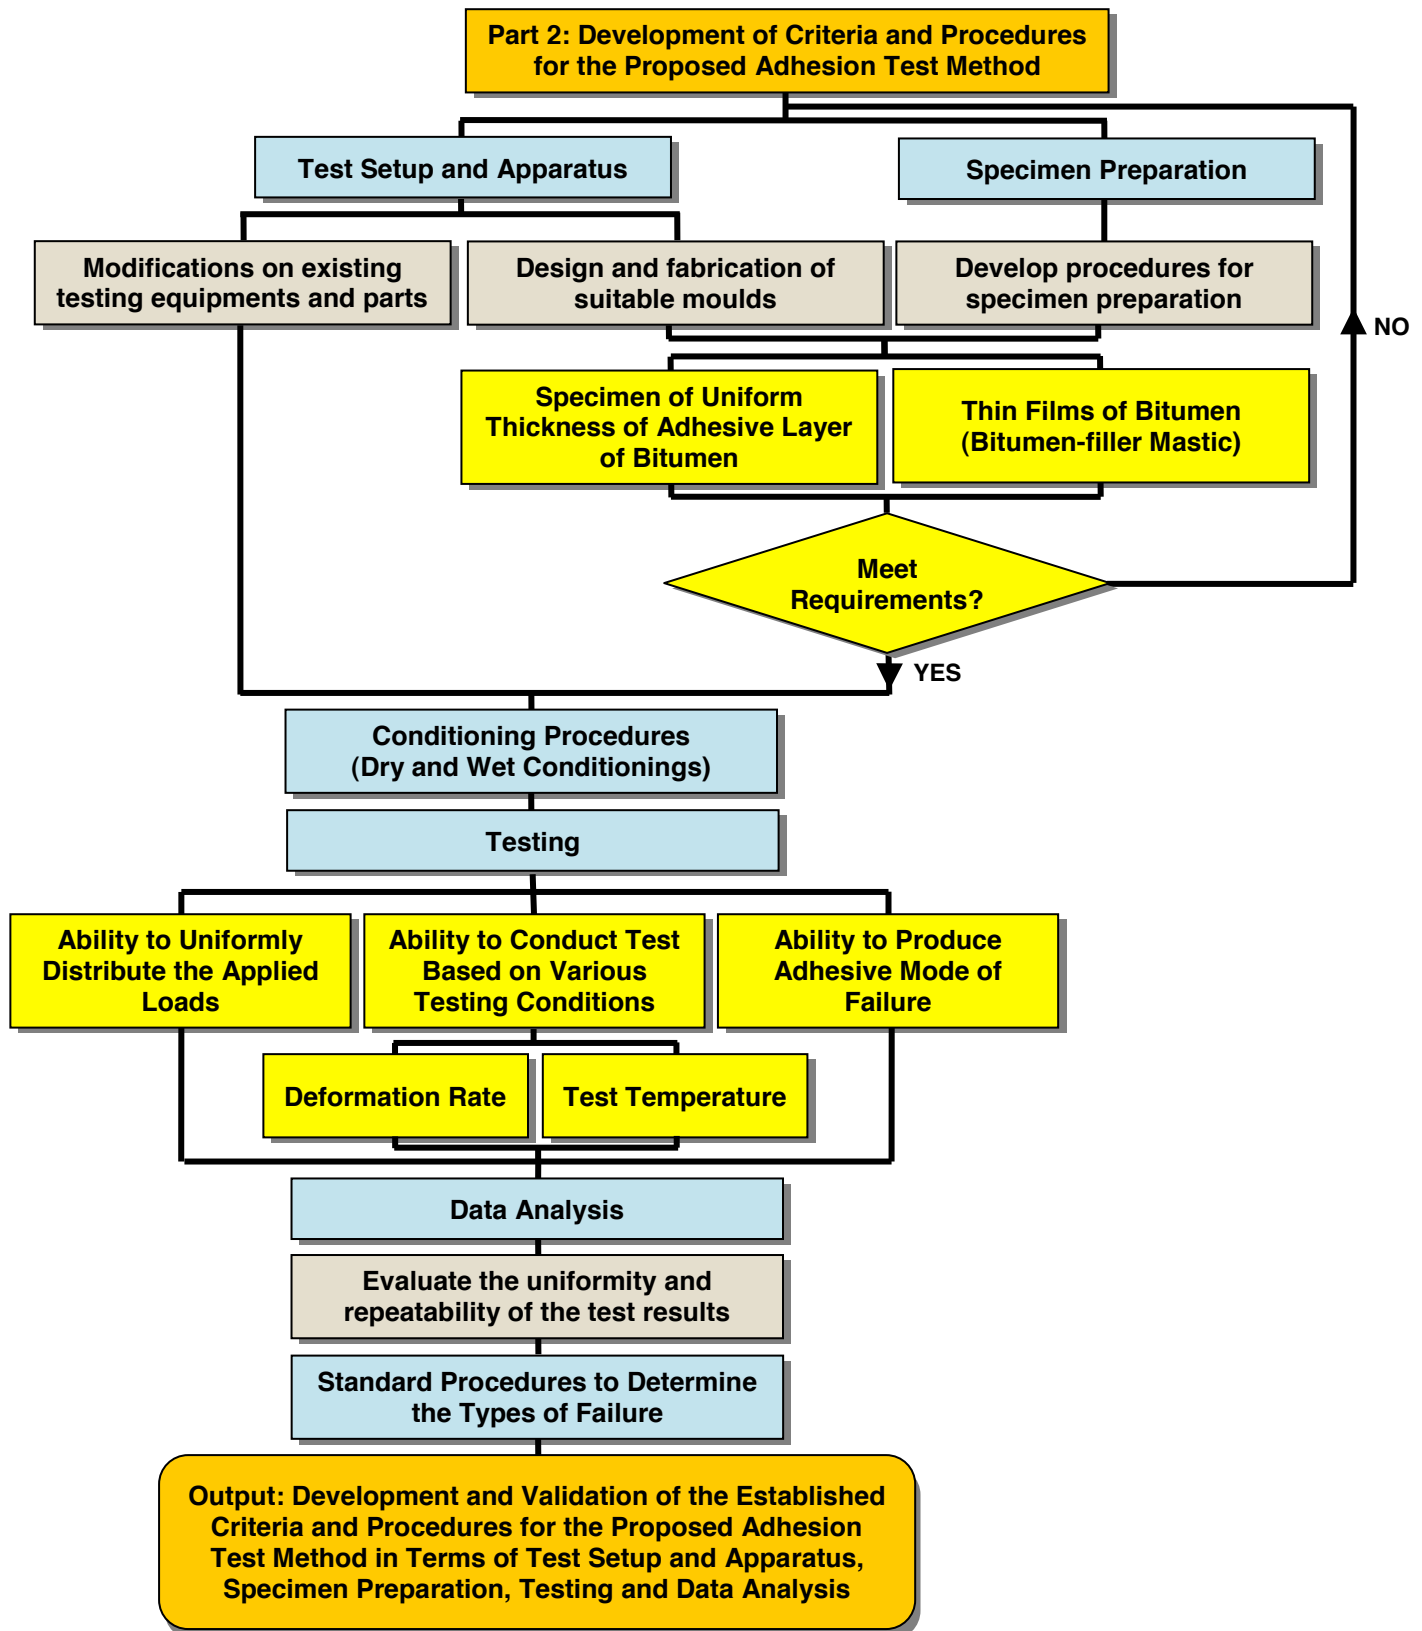 Part 2: Development of Criteria and Procedures
for the Proposed Adhesion Test Method
Test Setup and Apparatus
Specimen Preparation
Modifications on existing
testing equipments and parts
Design and fabrication of
suitable moulds
Develop procedures for
specimen preparation
NO
Specimen of Uniform
Thickness of Adhesive Layer
of Bitumen
Thin Films of Bitumen
(Bitumen-filler Mastic)
Meet
Requirements?
YES
Conditioning Procedures
(Dry and Wet Conditionings)
Testing
Ability to Uniformly
Distribute the Applied
Loads
Ability to Conduct Test
Based on Various
Testing Conditions
Ability to Produce
Adhesive Mode of
Failure
Deformation Rate
Test Temperature
Data Analysis
Evaluate the uniformity and
repeatability of the test results
Standard Procedures to Determine
the Types of Failure
Output: Development and Validation of the Established
Criteria and Procedures for the Proposed Adhesion
Test Method in Terms of Test Setup and Apparatus,
Specimen Preparation, Testing and Data Analysis